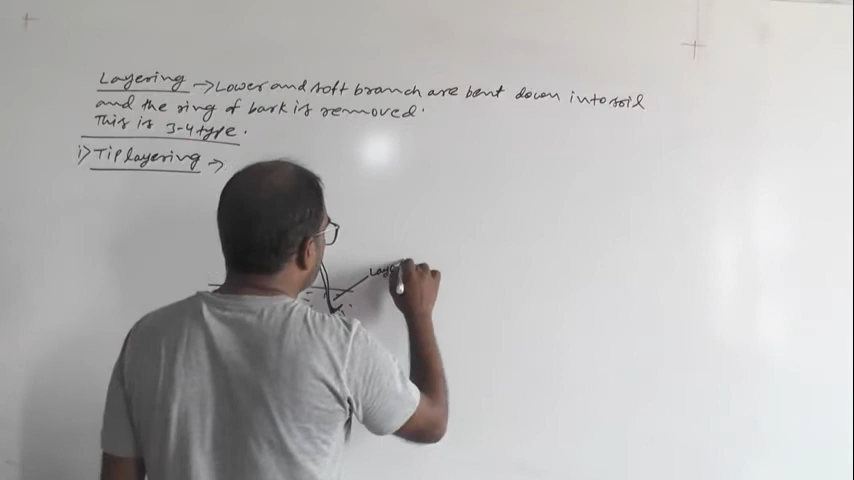 Layering → Lower and soft branch are bent down into soil
and the ring of bark is removed.
This is 3-4 type.
i) Tip layering →
Laye